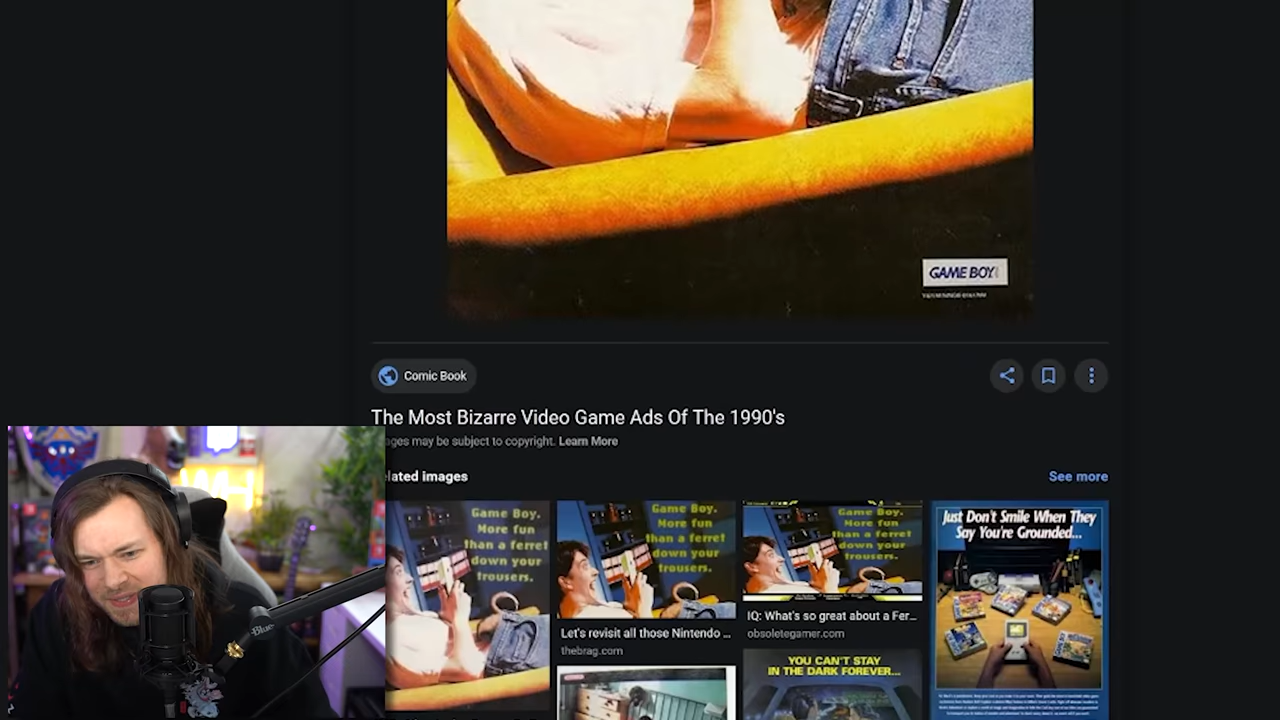 GAME BOY
Comic Book
The Most Bizarre Video Game Ads Of The 1990's
ages may be subject to copyright. Learn More
elated images
See more
Game Boy.
More fun
than a ferret
down your
trousers.
Game Boy.
More fun
than a ferret
down your
trousers.
Let's revisit all those Nintendo ...
thebrag.com
Game Boy.
More fun
than a ferret
down your
trousers.
IQ: What's so great about a Fer...
obsoletegamer.com
YOU CAN'T STAY
IN THE DARK FOREVER...
Just Don't Smile When They
Say You're Grounded...
Blue